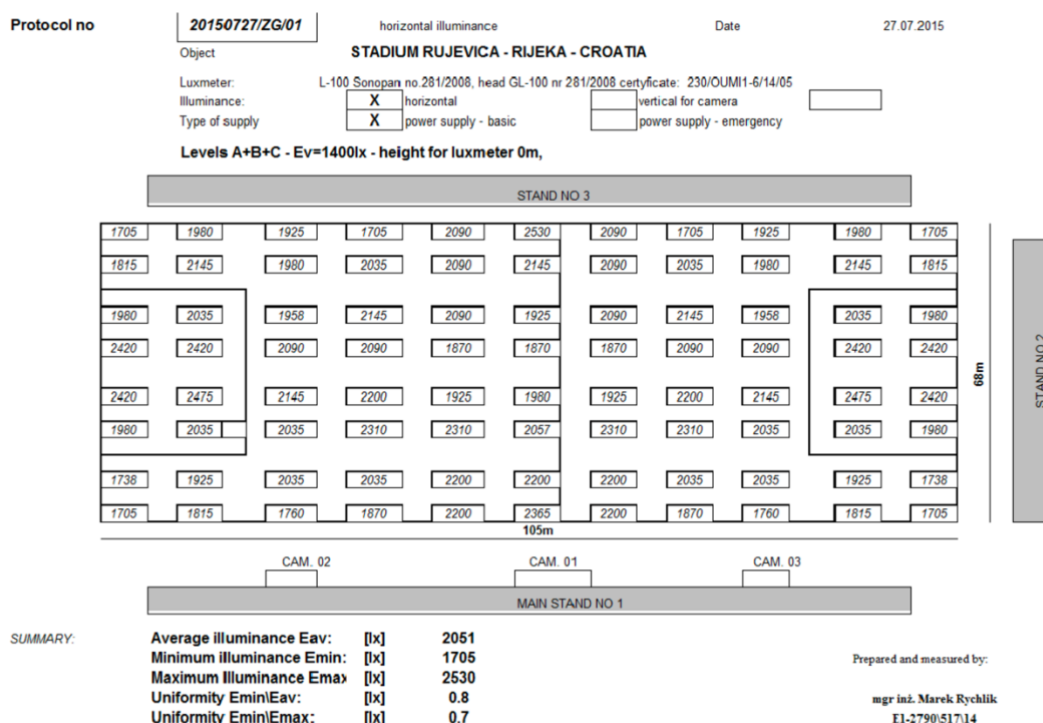 Protocol no 20150727/ZG/01 horizontal illuminance Date 27.07.2015
Object STADIUM RUJEVICA - RIJEKA - CROATIA
Luxmeter: L-100 Sonopan no.281/2008, head GL-100 nr 281/2008 certyficate: 230/OUMI1-6/14/05
Illuminance: X horizontal vertical for camera
Type of supply X power supply - basic power supply - emergency
Levels A+B+C - Ev=1400lx - height for luxmeter 0m,
STAND NO 3
1705 1980 1925 1705 2090 2530 2090 1705 1925 1980 1705
1815 2145 1980 2035 2090 2145 2090 2035 1980 2145 1815
1980 2035 1958 2145 2090 1925 2090 2145 1958 2035 1980
2420 2420 2090 2090 1870 1870 1870 2090 2090 2420 2420
2420 2475 2145 2200 1925 1980 1925 2200 2145 2475 2420
1980 2035 2035 2310 2310 2057 2310 2310 2035 2035 1980
1738 1925 2035 2035 2200 2200 2200 2035 2035 1925 1738
1705 1815 1760 1870 2200 2365 2200 1870 1760 1815 1705
68m
STAND NO 2
105m
CAM. 02 CAM. 01 CAM. 03
MAIN STAND NO 1
SUMMARY:
Average illuminance Eav: [lx] 2051
Minimum illuminance Emin: [lx] 1705
Maximum Illuminance Emax [lx] 2530
Uniformity Emin\Eav: [lx] 0.8
Uniformity Emin\Emax: [lx] 0.7
Prepared and measured by:
mgr inż. Marek Rychlik
E1-2790\517\14